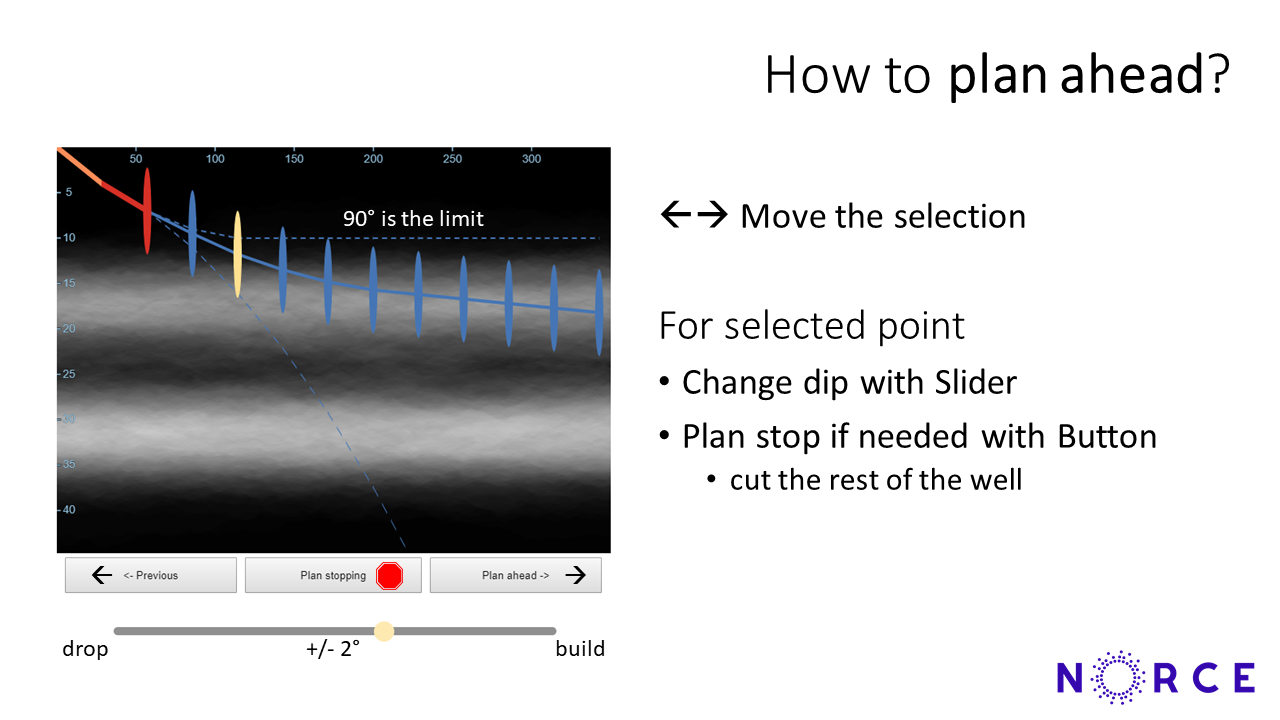 How to plan ahead?
50 100 150 200 250 300
5
10
15
20
25
30
35
40
90° is the limit
<- Previous
Plan stopping
Plan ahead ->
drop
+/- 2°
build
←→ Move the selection
For selected point
• Change dip with Slider
• Plan stop if needed with Button
• cut the rest of the well
NORCE